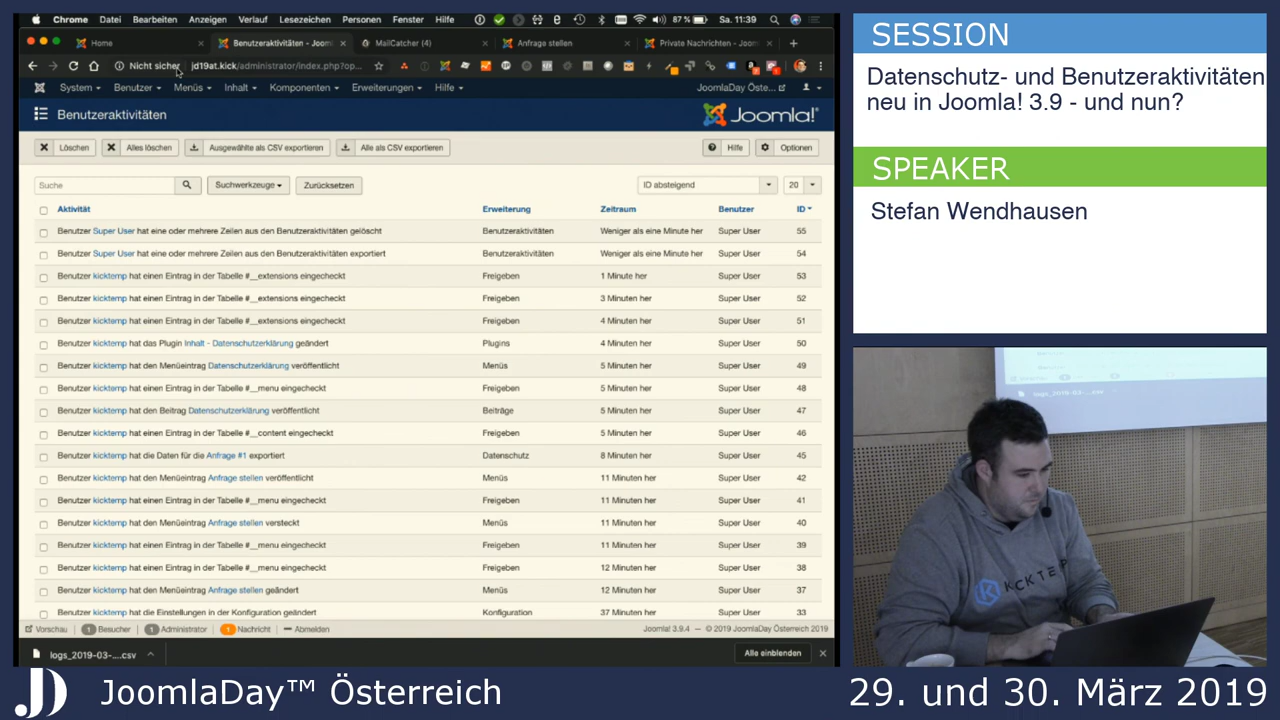 Chrome Datei Bearbeiten Anzeigen Verlauf Lesezeichen Personen Fenster Hilfe 87 % Sa. 11:39
Home Benutzeraktivitäten - Jooml MailCatcher (4) Anfrage stellen Private Nachrichten - Joom
Nicht sicher jd19at.kick/administrator/index.php?op...
System Benutzer Menüs Inhalt Komponenten Erweiterungen Hilfe JoomlaDay Öste...
Benutzeraktivitäten Joomla!®
Löschen Alles löschen Ausgewählte als CSV exportieren Alle als CSV exportieren Hilfe Optionen
Suche Suchwerkzeuge Zurücksetzen ID absteigend 20
Aktivität Erweiterung Zeitraum Benutzer ID
Benutzer Super User hat eine oder mehrere Zeilen aus den Benutzeraktivitäten gelöscht Benutzeraktivitäten Weniger als eine Minute her Super User 55
Benutzer Super User hat eine oder mehrere Zeilen aus den Benutzeraktivitäten exportiert Benutzeraktivitäten Weniger als eine Minute her Super User 54
Benutzer kicktemp hat einen Eintrag in der Tabelle #__extensions eingecheckt Freigeben 1 Minute her Super User 53
Benutzer kicktemp hat einen Eintrag in der Tabelle #__extensions eingecheckt Freigeben 3 Minuten her Super User 52
Benutzer kicktemp hat einen Eintrag in der Tabelle #__extensions eingecheckt Freigeben 4 Minuten her Super User 51
Benutzer kicktemp hat das Plugin Inhalt - Datenschutzerklärung geändert Plugins 4 Minuten her Super User 50
Benutzer kicktemp hat den Menüeintrag Datenschutzerklärung veröffentlicht Menüs 5 Minuten her Super User 49
Benutzer kicktemp hat einen Eintrag in der Tabelle #__menu eingecheckt Freigeben 5 Minuten her Super User 48
Benutzer kicktemp hat den Beitrag Datenschutzerklärung veröffentlicht Beiträge 5 Minuten her Super User 47
Benutzer kicktemp hat einen Eintrag in der Tabelle #__content eingecheckt Freigeben 5 Minuten her Super User 46
Benutzer kicktemp hat die Daten für die Anfrage #1 exportiert Datenschutz 8 Minuten her Super User 45
Benutzer kicktemp hat den Menüeintrag Anfrage stellen veröffentlicht Menüs 11 Minuten her Super User 42
Benutzer kicktemp hat einen Eintrag in der Tabelle #__menu eingecheckt Freigeben 11 Minuten her Super User 41
Benutzer kicktemp hat den Menüeintrag Anfrage stellen versteckt Menüs 11 Minuten her Super User 40
Benutzer kicktemp hat einen Eintrag in der Tabelle #__menu eingecheckt Freigeben 11 Minuten her Super User 39
Benutzer kicktemp hat einen Eintrag in der Tabelle #__menu eingecheckt Freigeben 12 Minuten her Super User 38
Benutzer kicktemp hat den Menüeintrag Anfrage stellen geändert Menüs 12 Minuten her Super User 37
Benutzer kicktemp hat die Einstellungen in der Konfiguration geändert Konfiguration 37 Minuten her Super User 33
Vorschau 1 Besucher 1 Administrator 1 Nachricht Abmelden Joomla! 3.9.4 — © 2019 JoomlaDay Österreich 2019
logs_2019-03-....csv Alle einblenden
SESSION
Datenschutz- und Benutzeraktivitäten
neu in Joomla! 3.9 - und nun?
SPEAKER
Stefan Wendhausen
logs_2019-03-....csv
JoomlaDay™ Österreich
29. und 30. März 2019